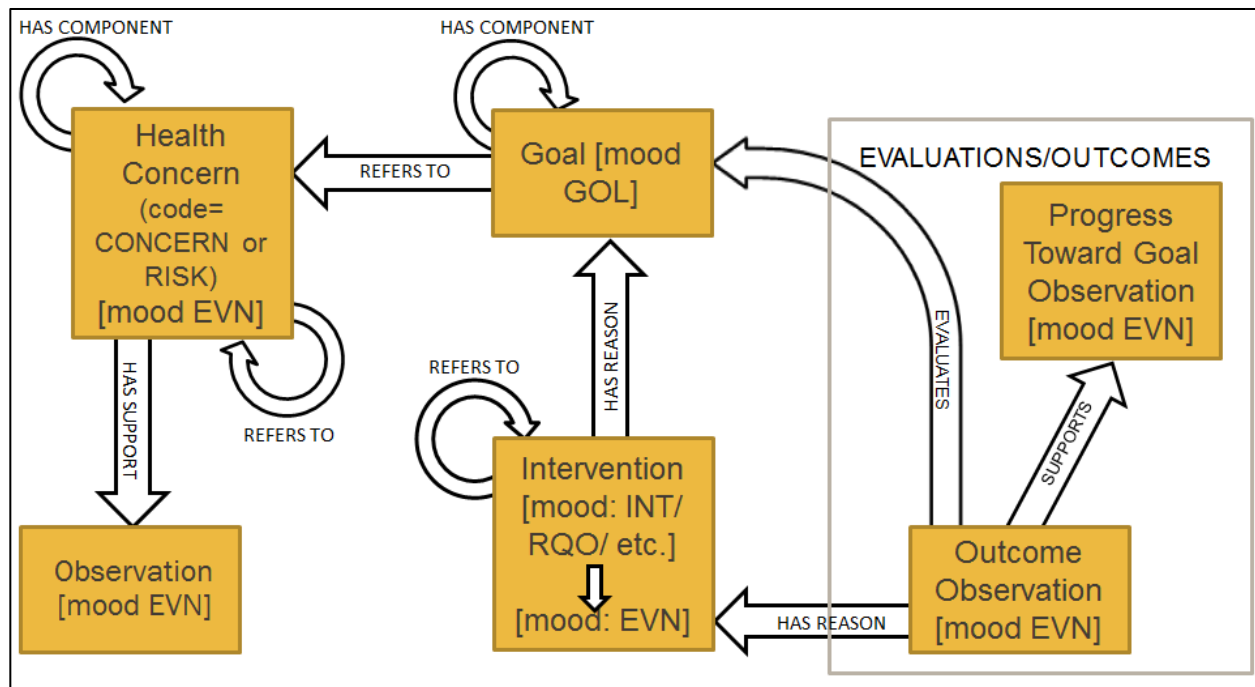 HAS COMPONENT
HAS COMPONENT
Health
Concern
(code=
CONCERN or
RISK)
[mood EVN]
REFERS TO
Goal [mood
GOL]
EVALUATIONS/OUTCOMES
Progress
Toward Goal
Observation
[mood EVN]
HAS SUPPORT
REFERS TO
HAS REASON
REFERS TO
EVALUATES
SUPPORTS
Observation
[mood EVN]
Intervention
[mood: INT/
RQO/ etc.]
[mood: EVN]
HAS REASON
Outcome
Observation
[mood EVN]